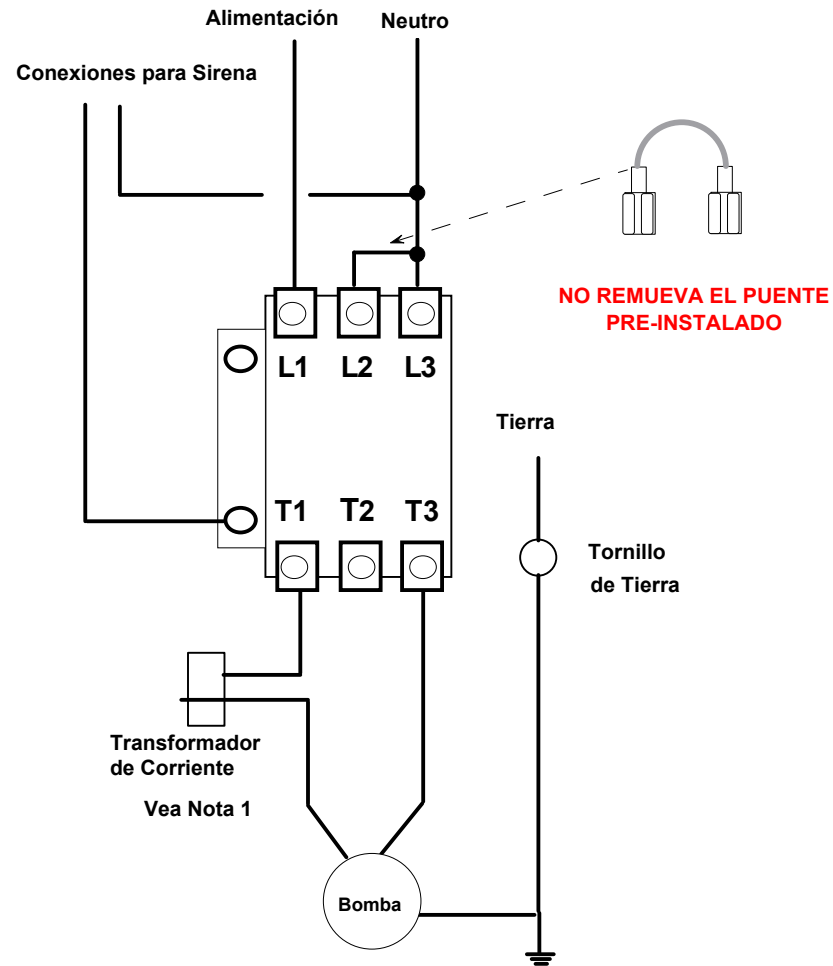 Alimentación
Neutro
Conexiones para Sirena
NO REMUEVA EL PUENTE
PRE-INSTALADO
L1 L2 L3
Tierra
T1 T2 T3
Tornillo
de Tierra
Transformador
de Corriente
Vea Nota 1
Bomba